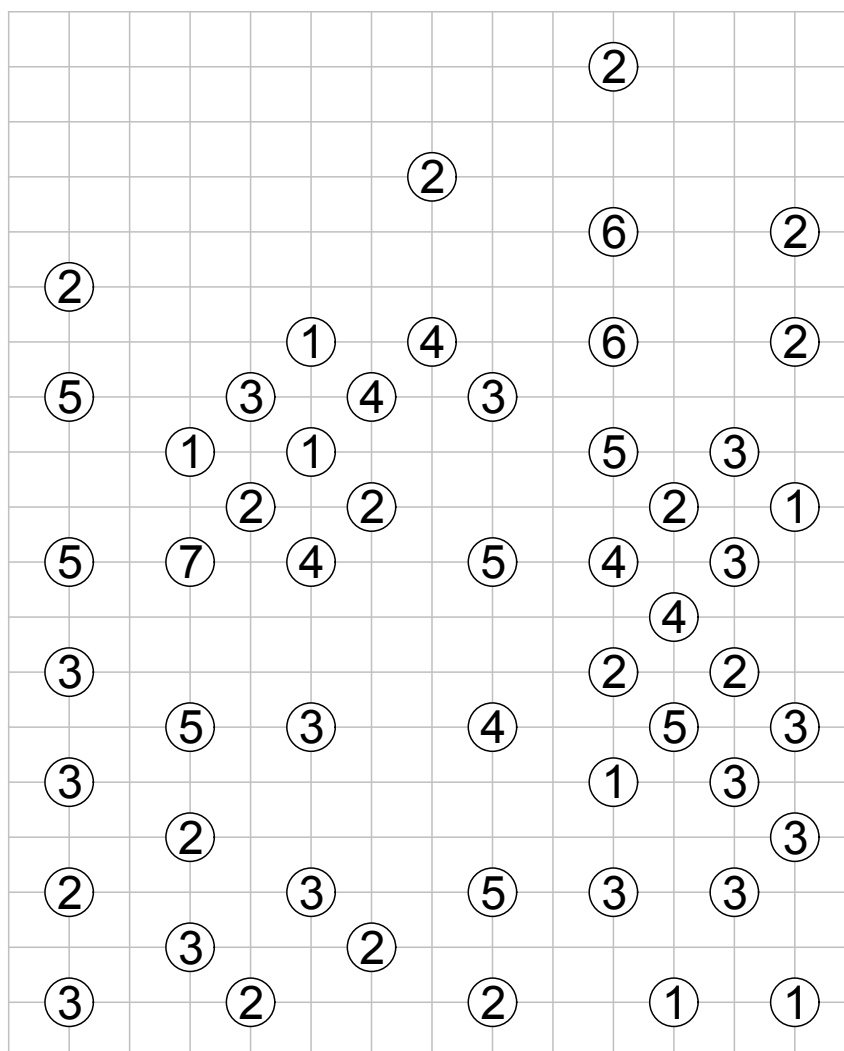 2
2
6 2
2
1 4 6 2
5 3 4 3
1 1 5 3
2 2 2 1
5 7 4 5 4 3
4
3 2 2
5 3 4 5 3
3 1 3
2 3
2 3 5 3 3
3 2
3 2 2 1 1